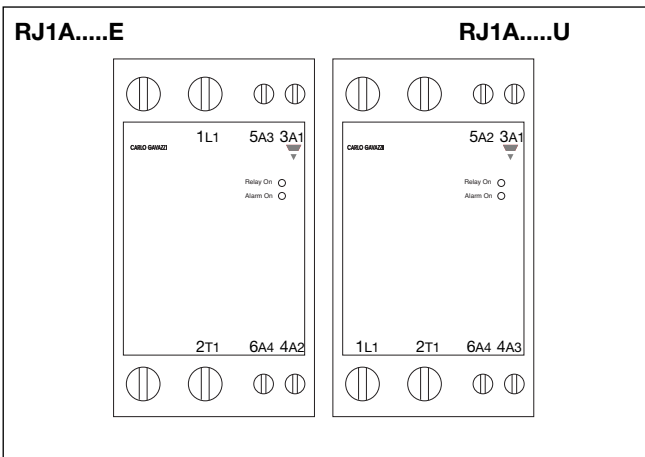 RJ1A.....E
RJ1A.....U
1L1 5A3 3A1
CARLO GAVAZZI
Relay On
Alarm On
2T1 6A4 4A2
5A2 3A1
CARLO GAVAZZI
Relay On
Alarm On
1L1 2T1 6A4 4A3